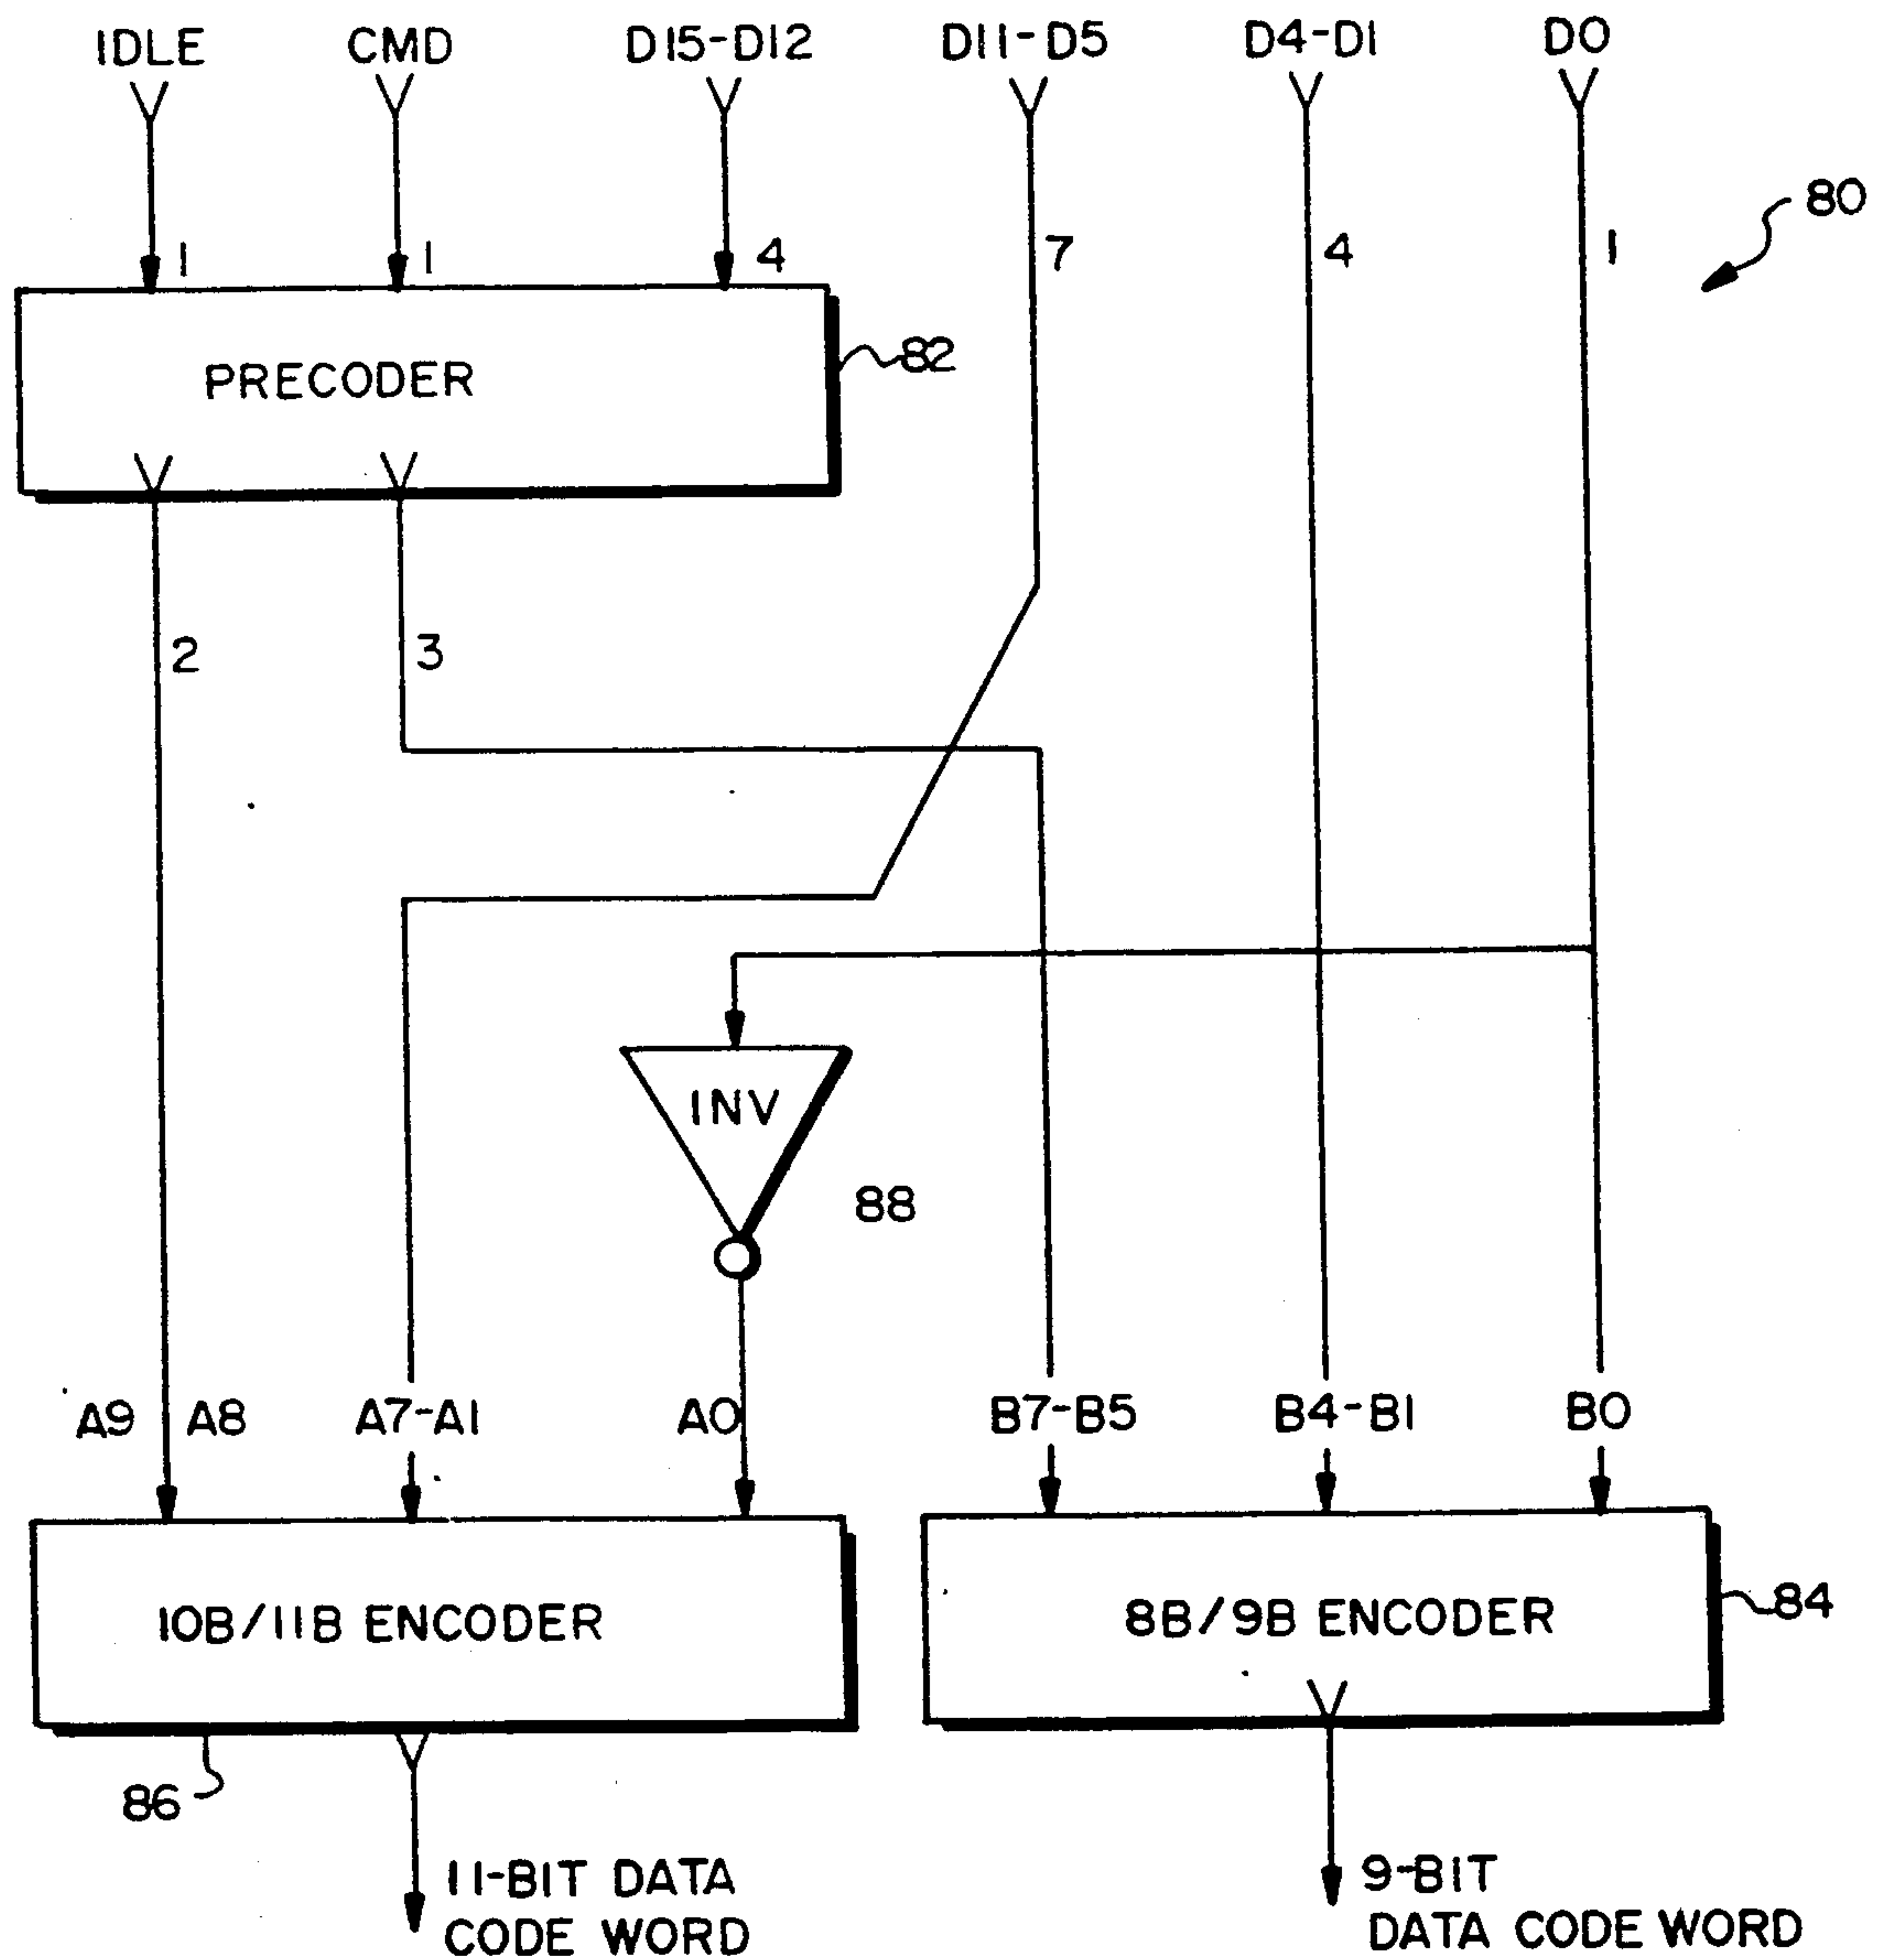 IDLE CMD D15-D12 D11-D5 D4-D1 D0
80
1 1 4 7 4 1
PRECODER
82
2 3
INV
88
A9 A8 A7-A1 A0 B7-B5 B4-B1 B0
10B/11B ENCODER
8B/9B ENCODER
84
86
11-BIT DATA
CODE WORD
9-BIT
DATA CODE WORD